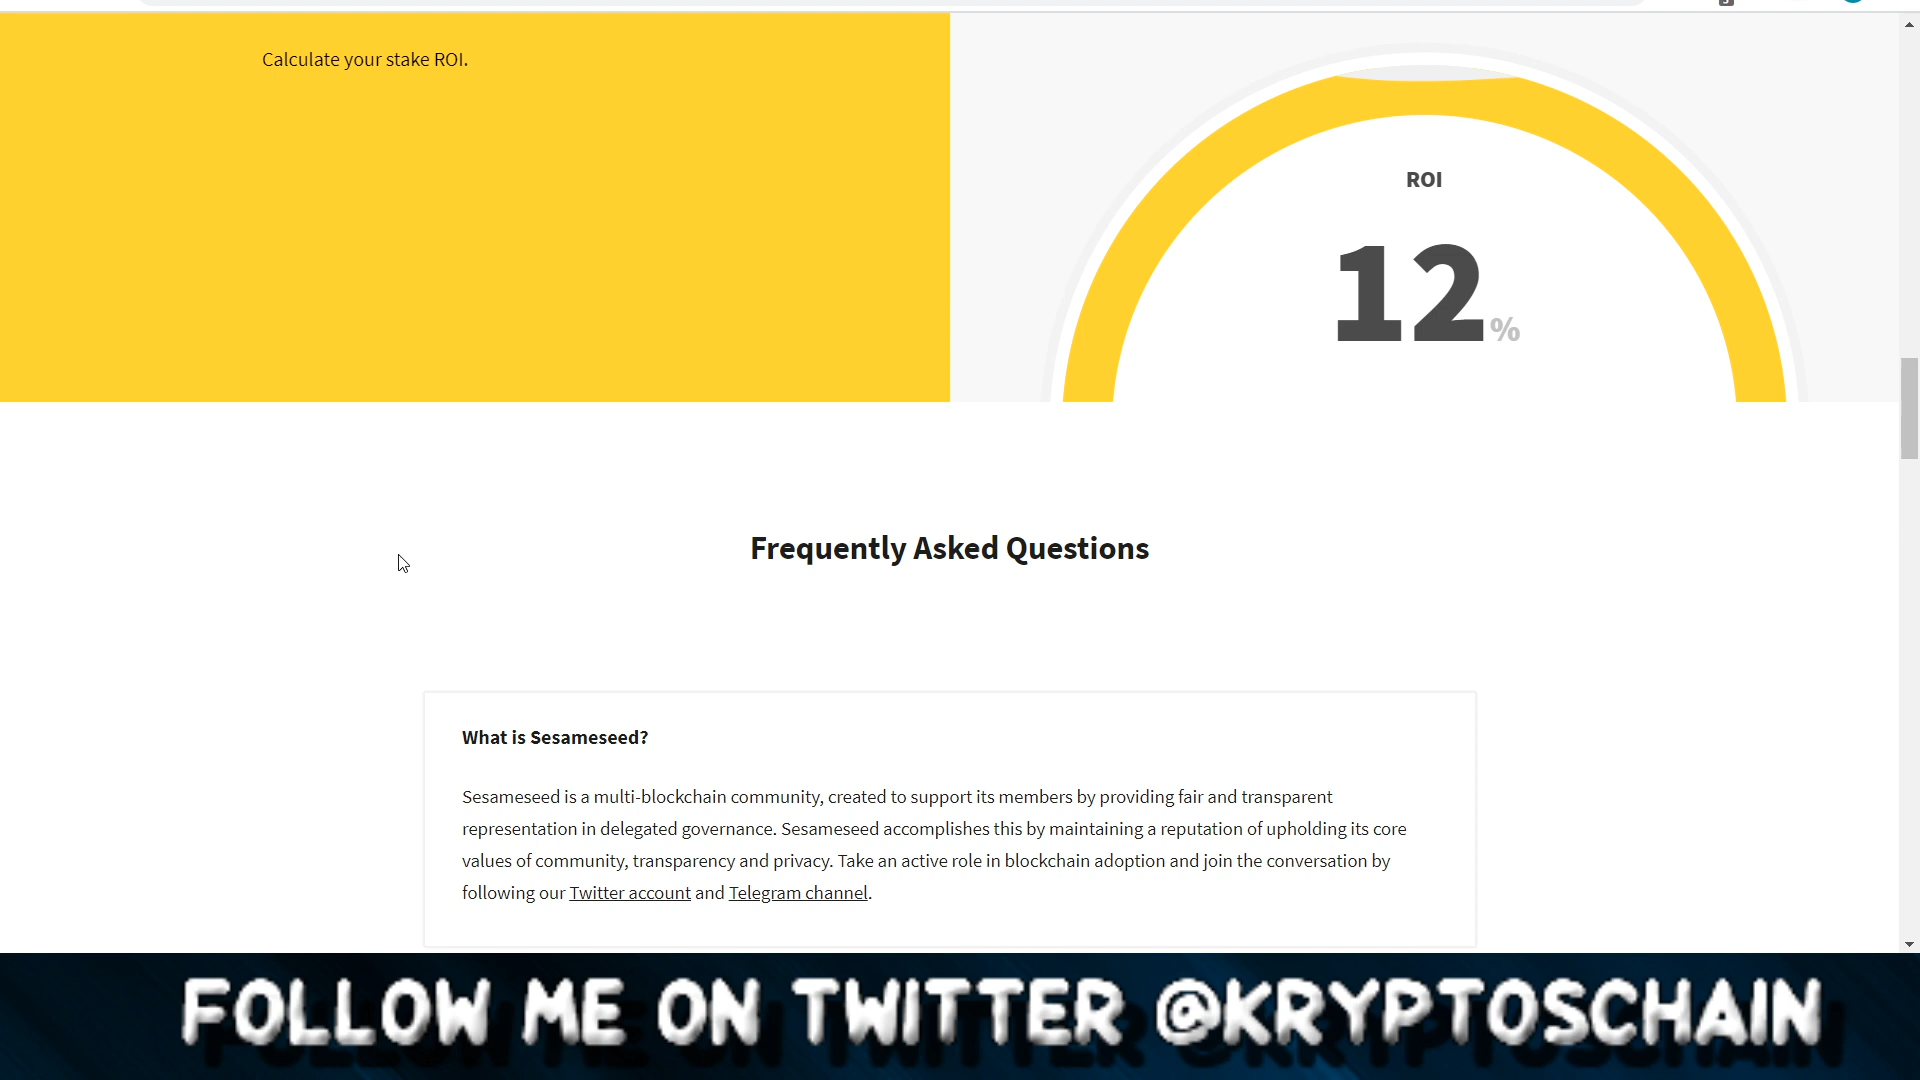 Calculate your stake ROI.
ROI
12%
Frequently Asked Questions
What is Sesameseed?
Sesameseed is a multi-blockchain community, created to support its members by providing fair and transparent
representation in delegated governance. Sesameseed accomplishes this by maintaining a reputation of upholding its core
values of community, transparency and privacy. Take an active role in blockchain adoption and join the conversation by
following our Twitter account and Telegram channel.
FOLLOW ME ON TWITTER @KRYPTOSCHAIN